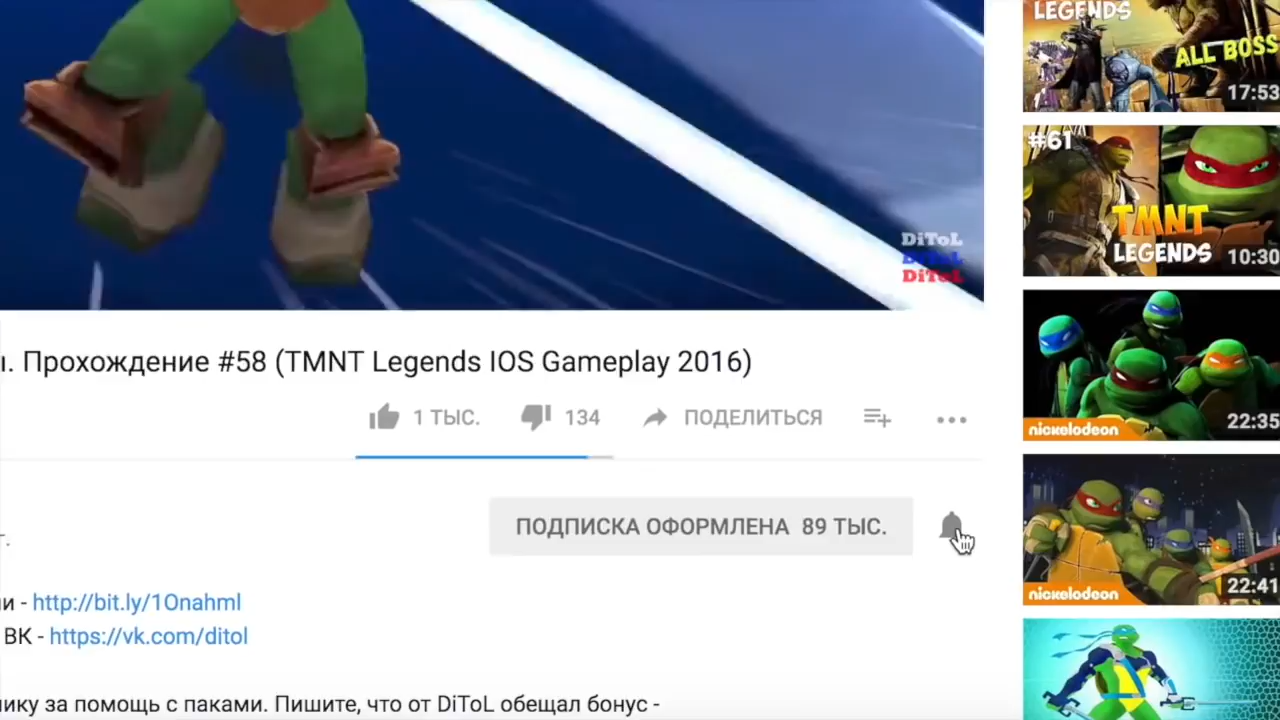 LEGENDS
ALL BOSS
17:53
#61
TMNT
LEGENDS
10:30
DiToL
DiToL
DiToL
ы. Прохождение #58 (TMNT Legends IOS Gameplay 2016)
1 ТЫС. 134 ПОДЕЛИТЬСЯ
nickelodeon
22:35
ПОДПИСКА ОФОРМЛЕНА 89 ТЫС.
г.
nickelodeon
22:41
и - http://bit.ly/1Onahml
ВК - https://vk.com/ditol
нику за помощь с паками. Пишите, что от DiToL обещал бонус -